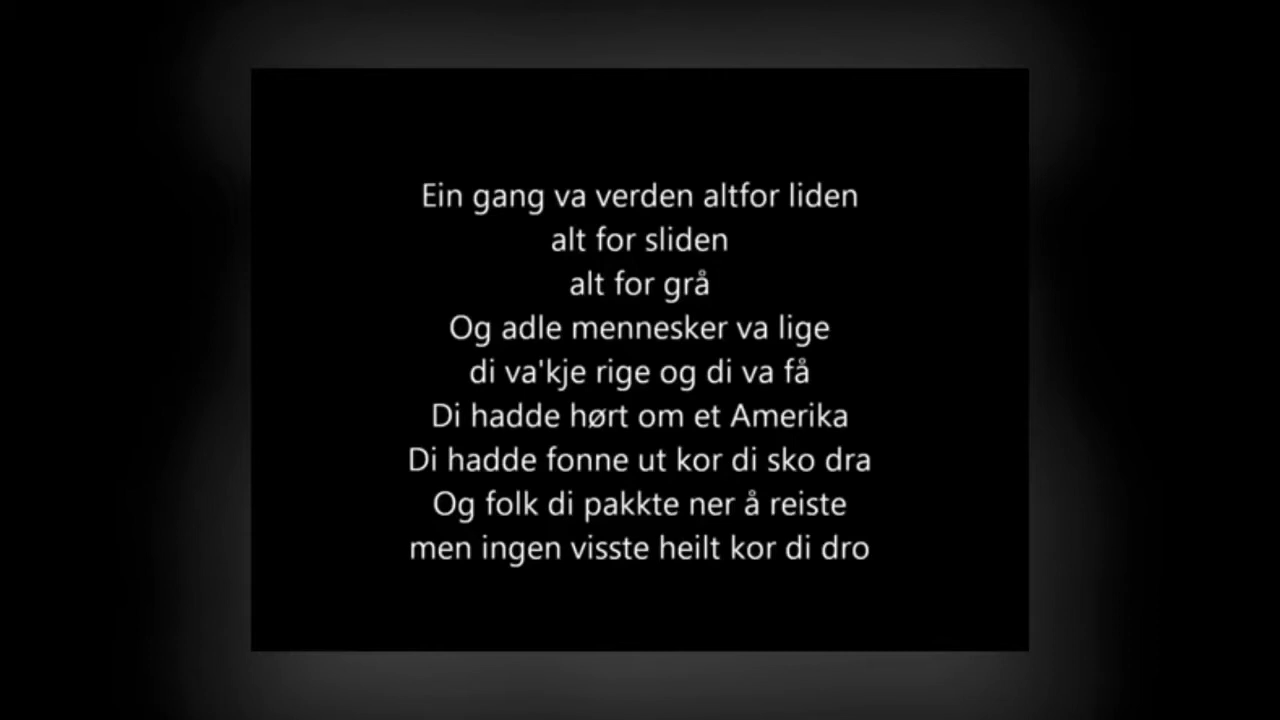 Ein gang va verden altfor liden
alt for sliden
alt for grå
Og adle mennesker va lige
di va'kje rige og di va få
Di hadde hørt om et Amerika
Di hadde fonne ut kor di sko dra
Og folk di pakkte ner å reiste
men ingen visste heilt kor di dro